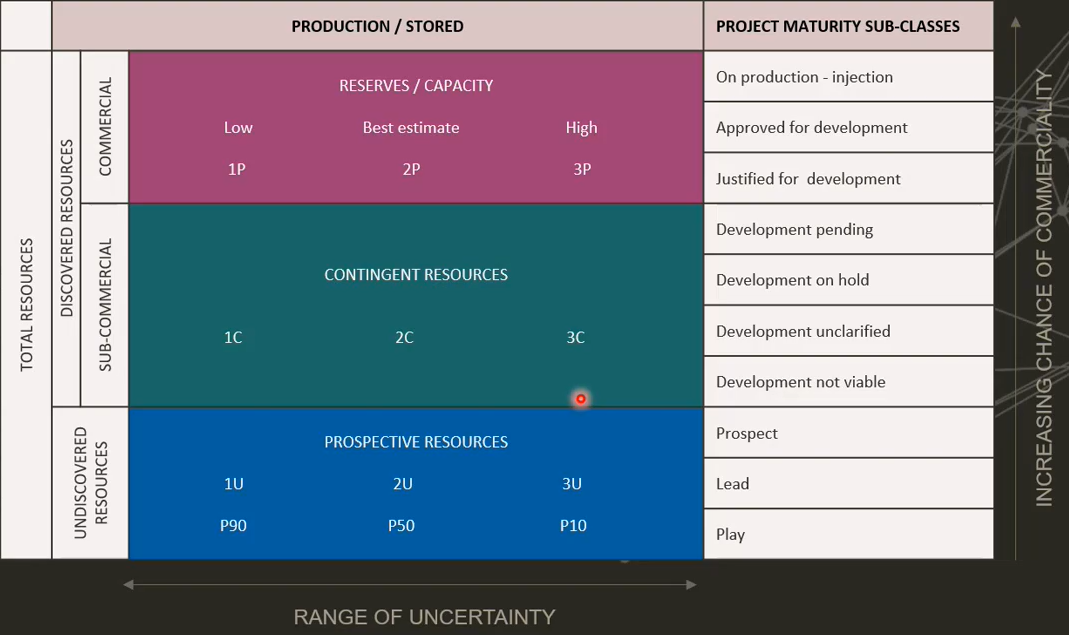 PRODUCTION / STORED
PROJECT MATURITY SUB-CLASSES
TOTAL RESOURCES
DISCOVERED RESOURCES
COMMERCIAL
RESERVES / CAPACITY
Low Best estimate High
1P 2P 3P
On production - injection
Approved for development
Justified for development
SUB-COMMERCIAL
CONTINGENT RESOURCES
1C 2C 3C
Development pending
Development on hold
Development unclarified
Development not viable
UNDISCOVERED
RESOURCES
PROSPECTIVE RESOURCES
1U 2U 3U
P90 P50 P10
Prospect
Lead
Play
INCREASING CHANCE OF COMMERCIALITY
RANGE OF UNCERTAINTY